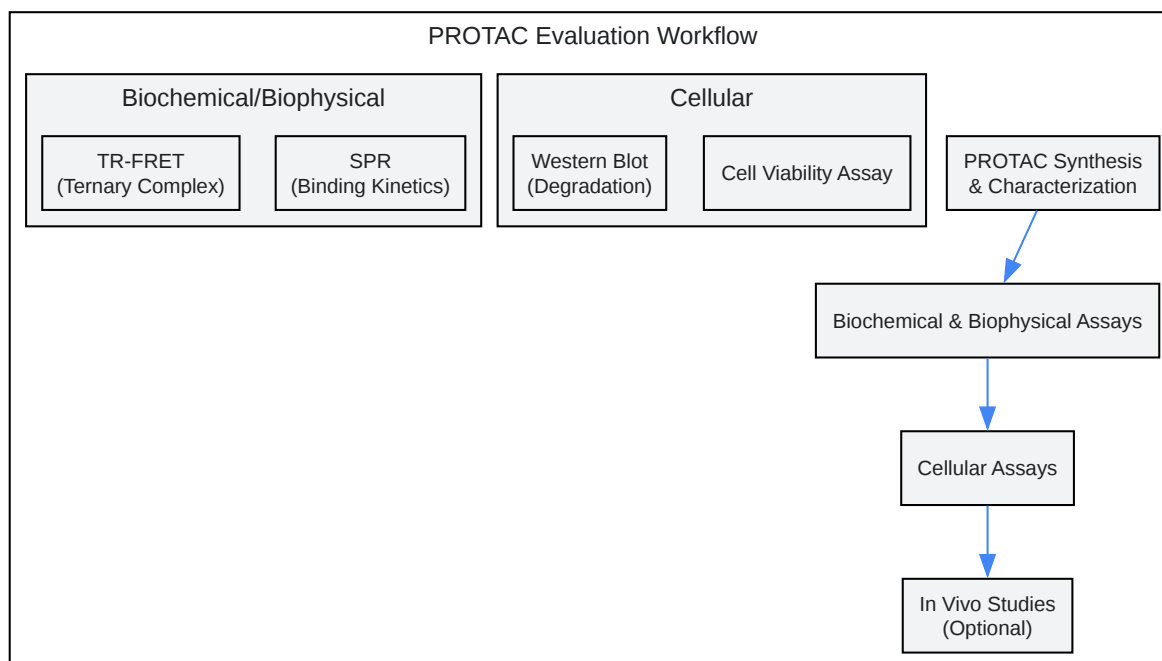 PROTAC Evaluation Workflow
Biochemical/Biophysical
TR-FRET
(Ternary Complex)
SPR
(Binding Kinetics)
Cellular
Western Blot
(Degradation)
Cell Viability Assay
PROTAC Synthesis
& Characterization
Biochemical & Biophysical Assays
Cellular Assays
In Vivo Studies
(Optional)